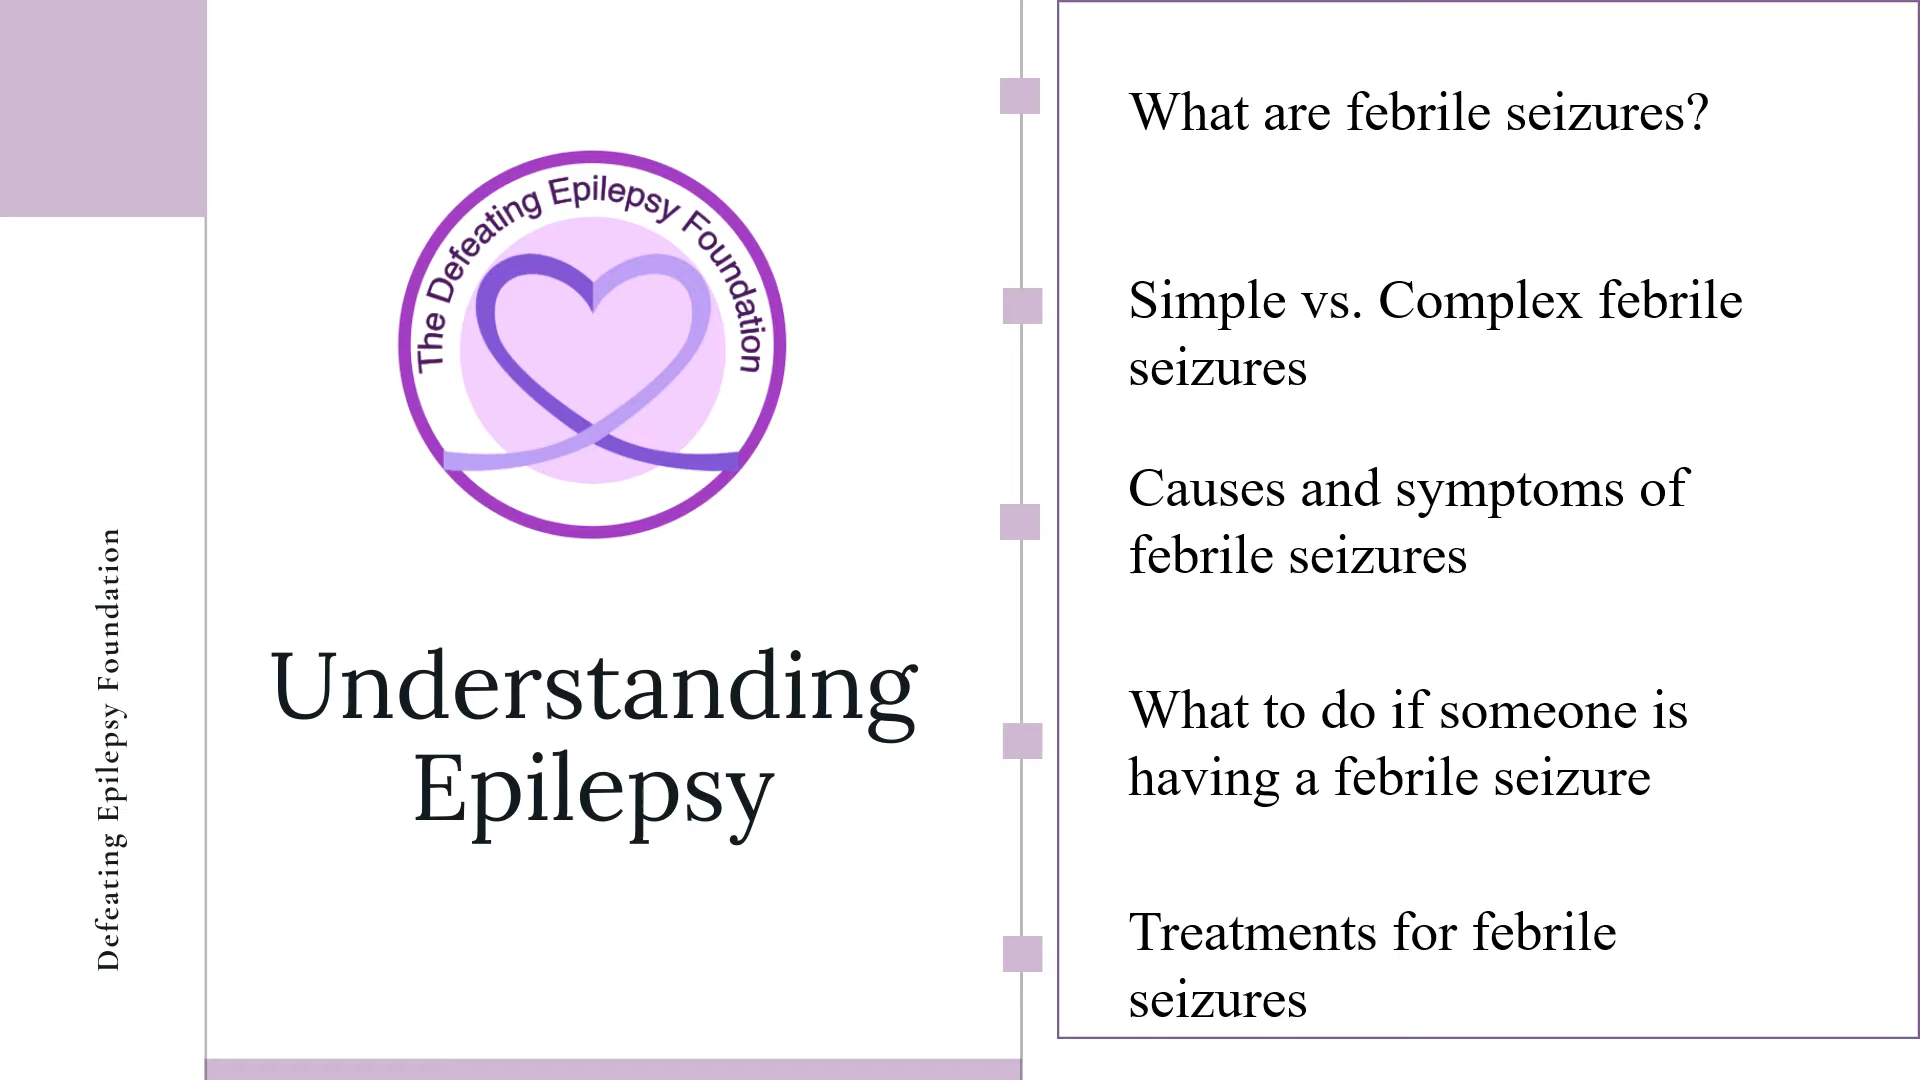 Defeating Epilepsy Foundation
The Defeating Epilepsy Foundation
Understanding
Epilepsy
What are febrile seizures?
Simple vs. Complex febrile
seizures
Causes and symptoms of
febrile seizures
What to do if someone is
having a febrile seizure
Treatments for febrile
seizures